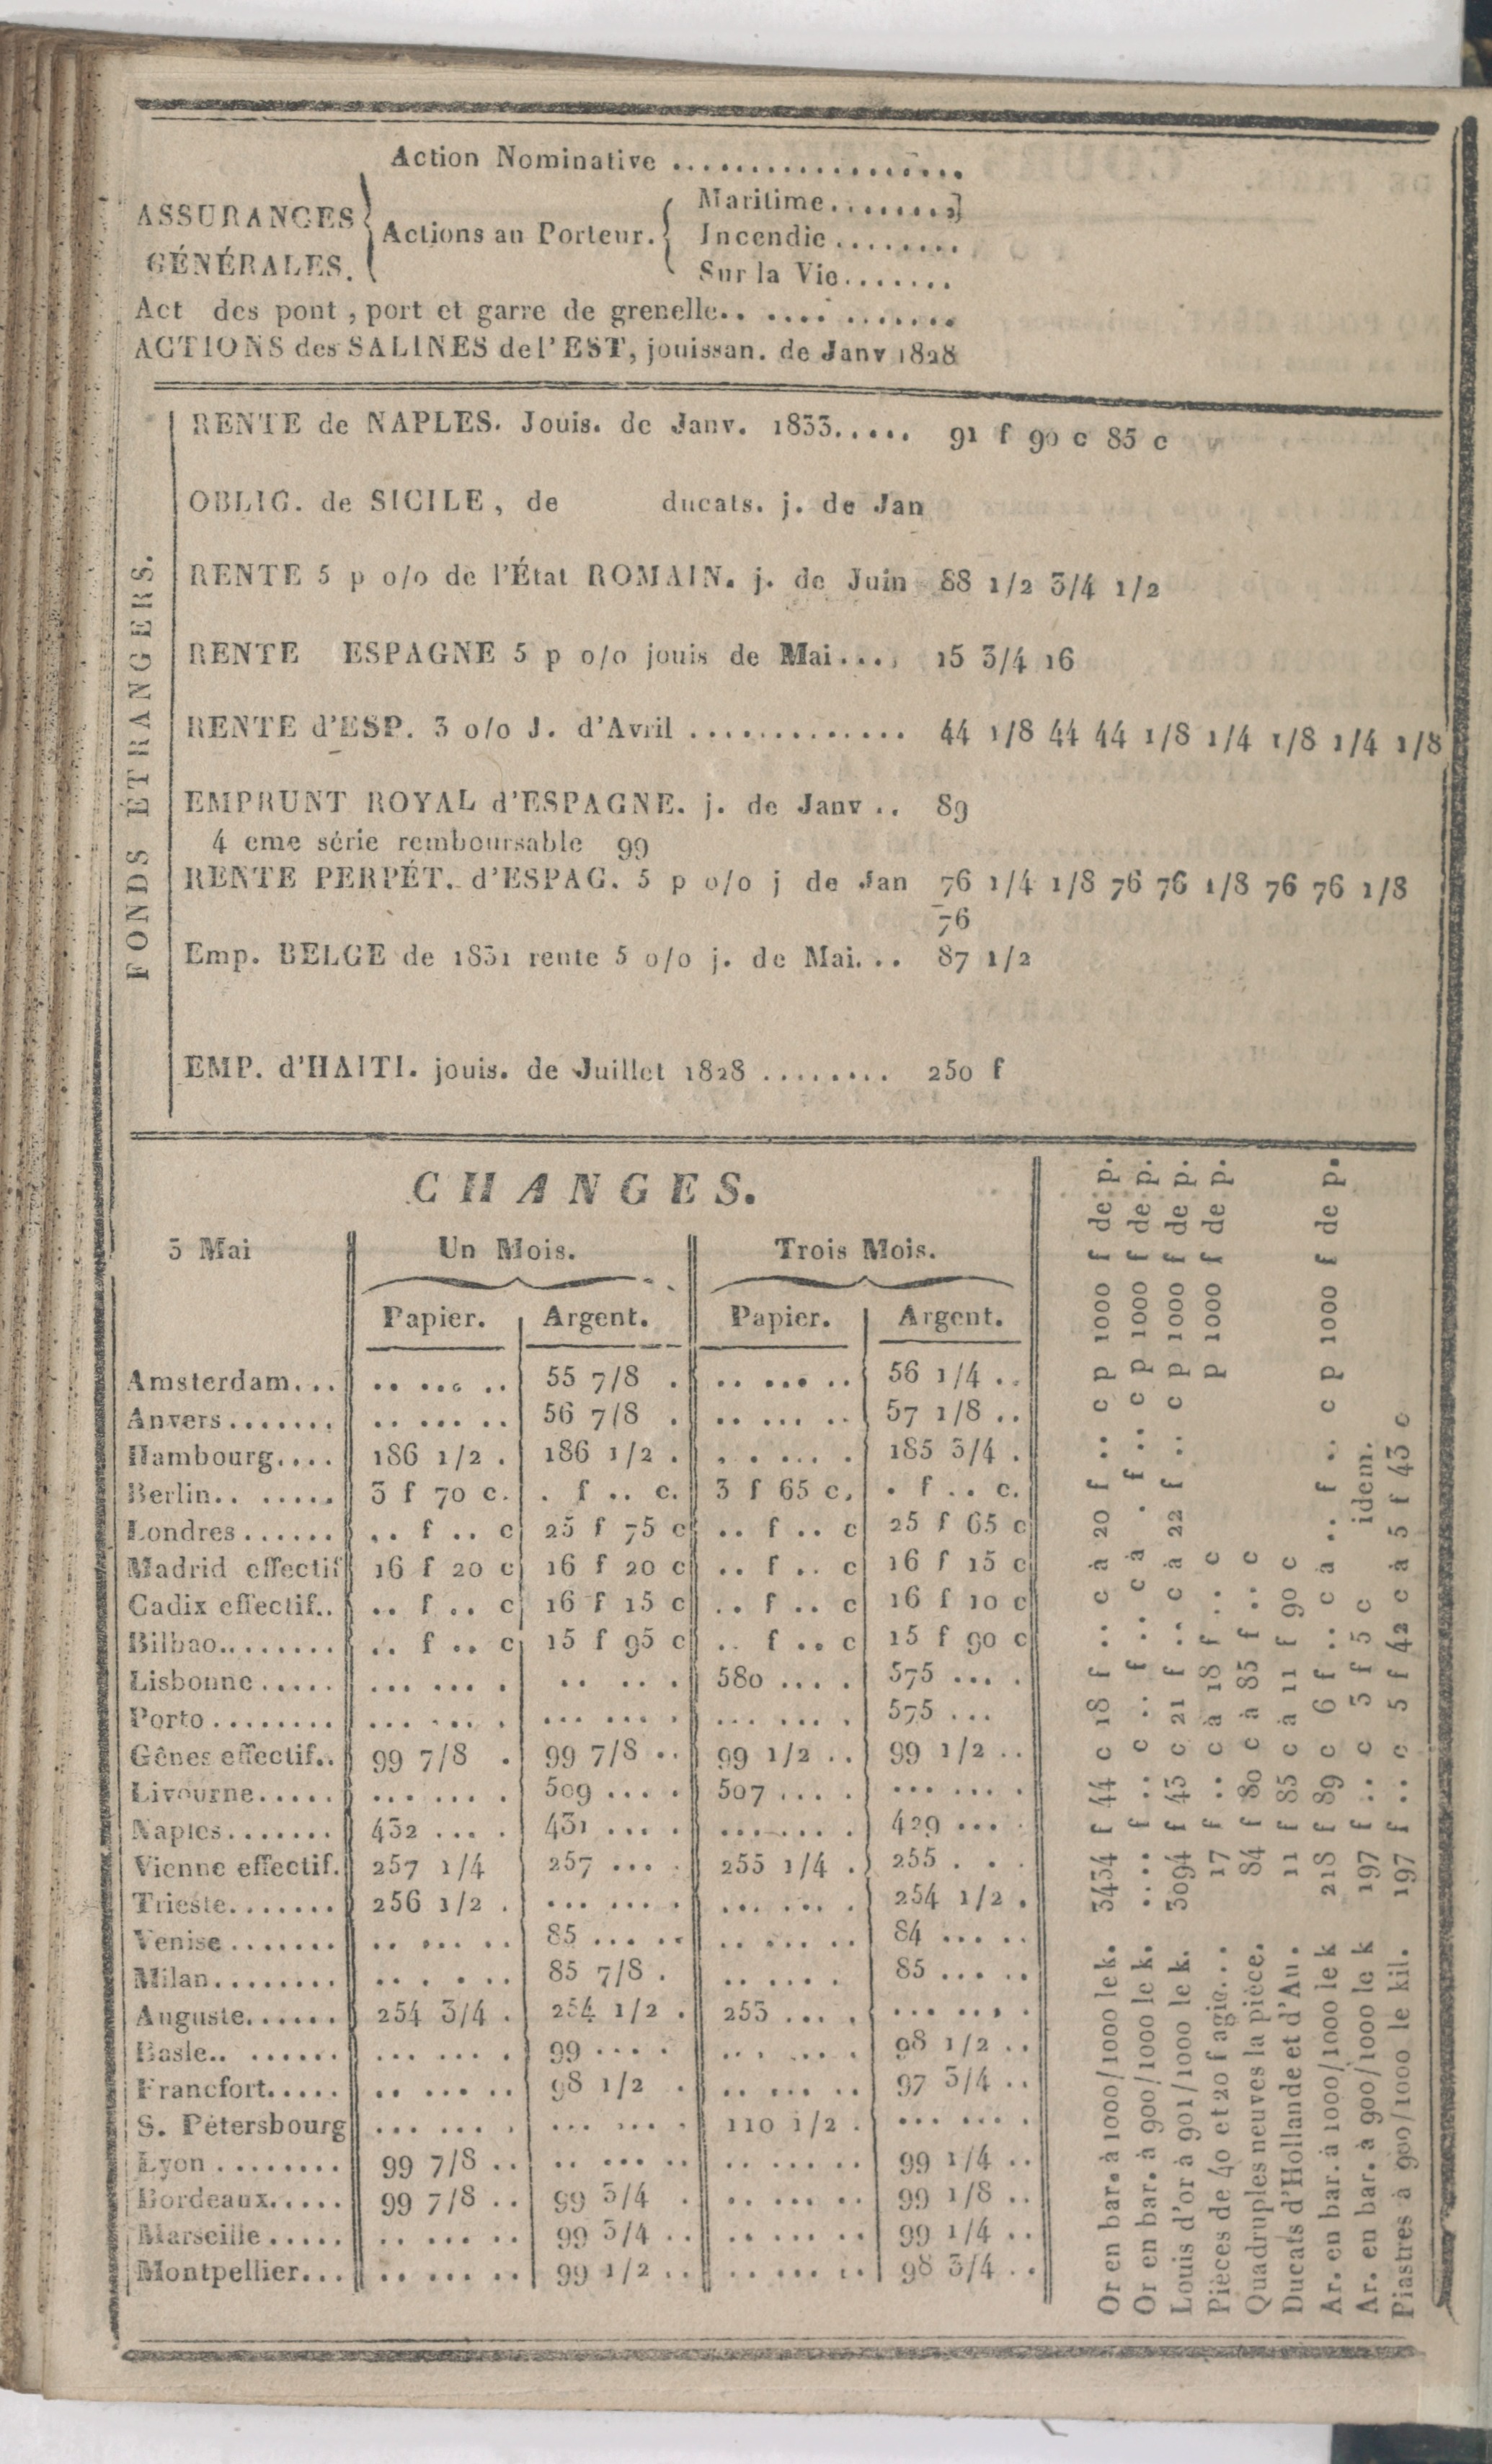 Action Nominative ..................
ASSURANCES GÉNÉRALES. Actions au Porteur. Maritime........
Incendie ........
Sur la Vie.......
Act des pont , port et garre de grenelle.. .... .......
ACTIONS des SALINES de l'EST, jouissan. de Janv 1828
FONDS ÉTRANGERS.
RENTE de NAPLES. Jouis. de Janv. 1833..... 91 f 90 c 85 c
OBLIG. de SICILE, de ducats. j. de Jan
RENTE 5 p o/o de l'État ROMAIN. j. de Juin 88 1/2 3/4 1/2
RENTE ESPAGNE 5 p o/o jouis de Mai.... 15 3/4 16
RENTE d'ESP. 3 o/o J. d'Avril ............. 44 1/8 44 44 1/8 1/4 1/8 1/4 1/8
EMPRUNT ROYAL d'ESPAGNE. j. de Janv .. 89
4 eme série remboursable 99
RENTE PERPÉT. d'ESPAG. 5 p o/o j de Jan 76 1/4 1/8 76 76 1/8 76 76 1/8
76
Emp. BELGE de 1831 rente 5 o/o j. de Mai... 87 1/2
EMP. d'HAITI. jouis. de Juillet 1828 ........ 250 f
CHANGES.
3 Mai Un Mois. Trois Mois.
Papier. Argent. Papier. Argent.
Amsterdam... .. ... .. 55 7/8 . .. ... .. 56 1/4 ..
Anvers ....... .. ... .. 56 7/8 . .. ... .. 57 1/8 ..
Hambourg.... 186 1/2 . 186 1/2 . . . ... . 185 3/4 .
Berlin.. ..... 3 f 70 c. . f .. c. 3 f 65 c. . f .. c.
Londres ...... .. f .. c 25 f 75 c .. f .. c 25 f 65 c
Madrid effectif 16 f 20 c 16 f 20 c .. f .. c 16 f 15 c
Cadix effectif.. .. f .. c 16 f 15 c .. f .. c 16 f 10 c
Bilbao........ .. f .. c 15 f 95 c .. f .. c 15 f 90 c
Lisbonne ..... ... ... . .. .. . 580 .... . 575 ... .
Porto ........ ... ... . ... ... . ... ... . 575 ...
Gênes effectif.. 99 7/8 . 99 7/8 .. 99 1/2 .. 99 1/2 ..
Livourne..... ... ... . 509 .... . 507 .... . ... ... .
Naples....... 432 ... . 431 .... . ... ... . 429 ... .
Vienne effectif. 257 1/4 257 ... . 255 1/4 . 255 . . .
Trieste....... 256 1/2 . ... ... . ... ... . 254 1/2 .
Venise ....... .. ... .. 85 ... .. .. ... .. 84 ... ..
Milan........ .. . . .. 85 7/8 . .. ... . 85 ... ..
Auguste...... 254 3/4 . 254 1/2 . 253 .... . ... ... .
Basle.. ...... ... ... . 99 .... . .. . ... . 98 1/2 ..
Francfort..... .. ... .. 98 1/2 . .. ... .. 97 3/4 ..
S. Pétersbourg ... ... . ... ... . 110 1/2 . ... ... .
Lyon ........ 99 7/8 .. .. ... .. .. ... .. 99 1/4 ..
Bordeaux..... 99 7/8 .. 99 3/4 . .. ... .. 99 1/8 ..
Marseille ..... .. ... .. 99 3/4 .. .. ... .. 99 1/4 ..
Montpellier... .. ... .. 99 1/2 .. .. ... .. 98 3/4 ..
Or en bar. à 1000/1000 le k. 3434 f 44 c 18 f .. c à 20 f .. c p 1000 f de p.
Or en bar. à 900/1000 le k. .... f .. c .. f .. c à . f .. c p 1000 f de p.
Louis d'or à 901/1000 le k. 3094 f 43 c 21 f .. c à 22 f .. c p 1000 f de p.
Pièces de 40 et 20 f agio... 17 f .. c à 18 f .. c p 1000 f de p.
Quadruples neuves la pièce. 84 f 80 c à 85 f .. c
Ducats d'Hollande et d'Au . 11 f 85 c à 11 f 90 c
Ar. en bar. à 1000/1000 le k 218 f 89 c 6 f .. c à .. f .. c p 1000 f de p.
Ar. en bar. à 900/1000 le k 197 f .. c 3 f 5 c idem.
Piastres à 900/1000 le kil. 197 f .. c 5 f 42 c à 5 f 43 c